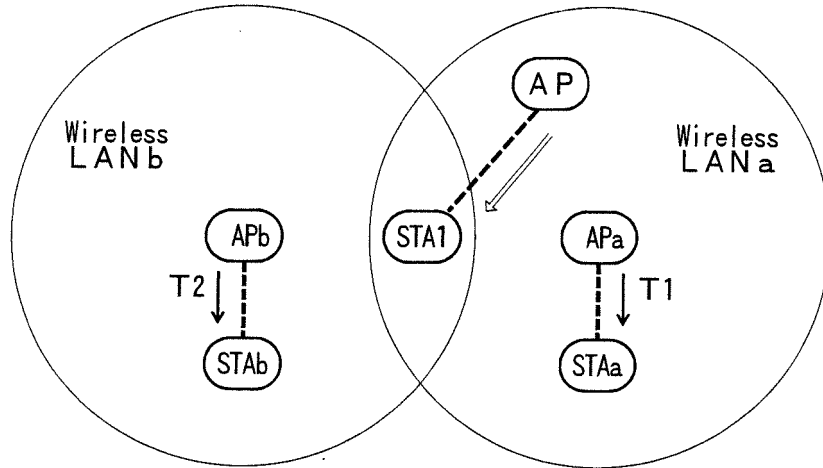 AP
Wireless
LANb
Wireless
LANa
APb
STA1
APa
T2
T1
STAb
STAa